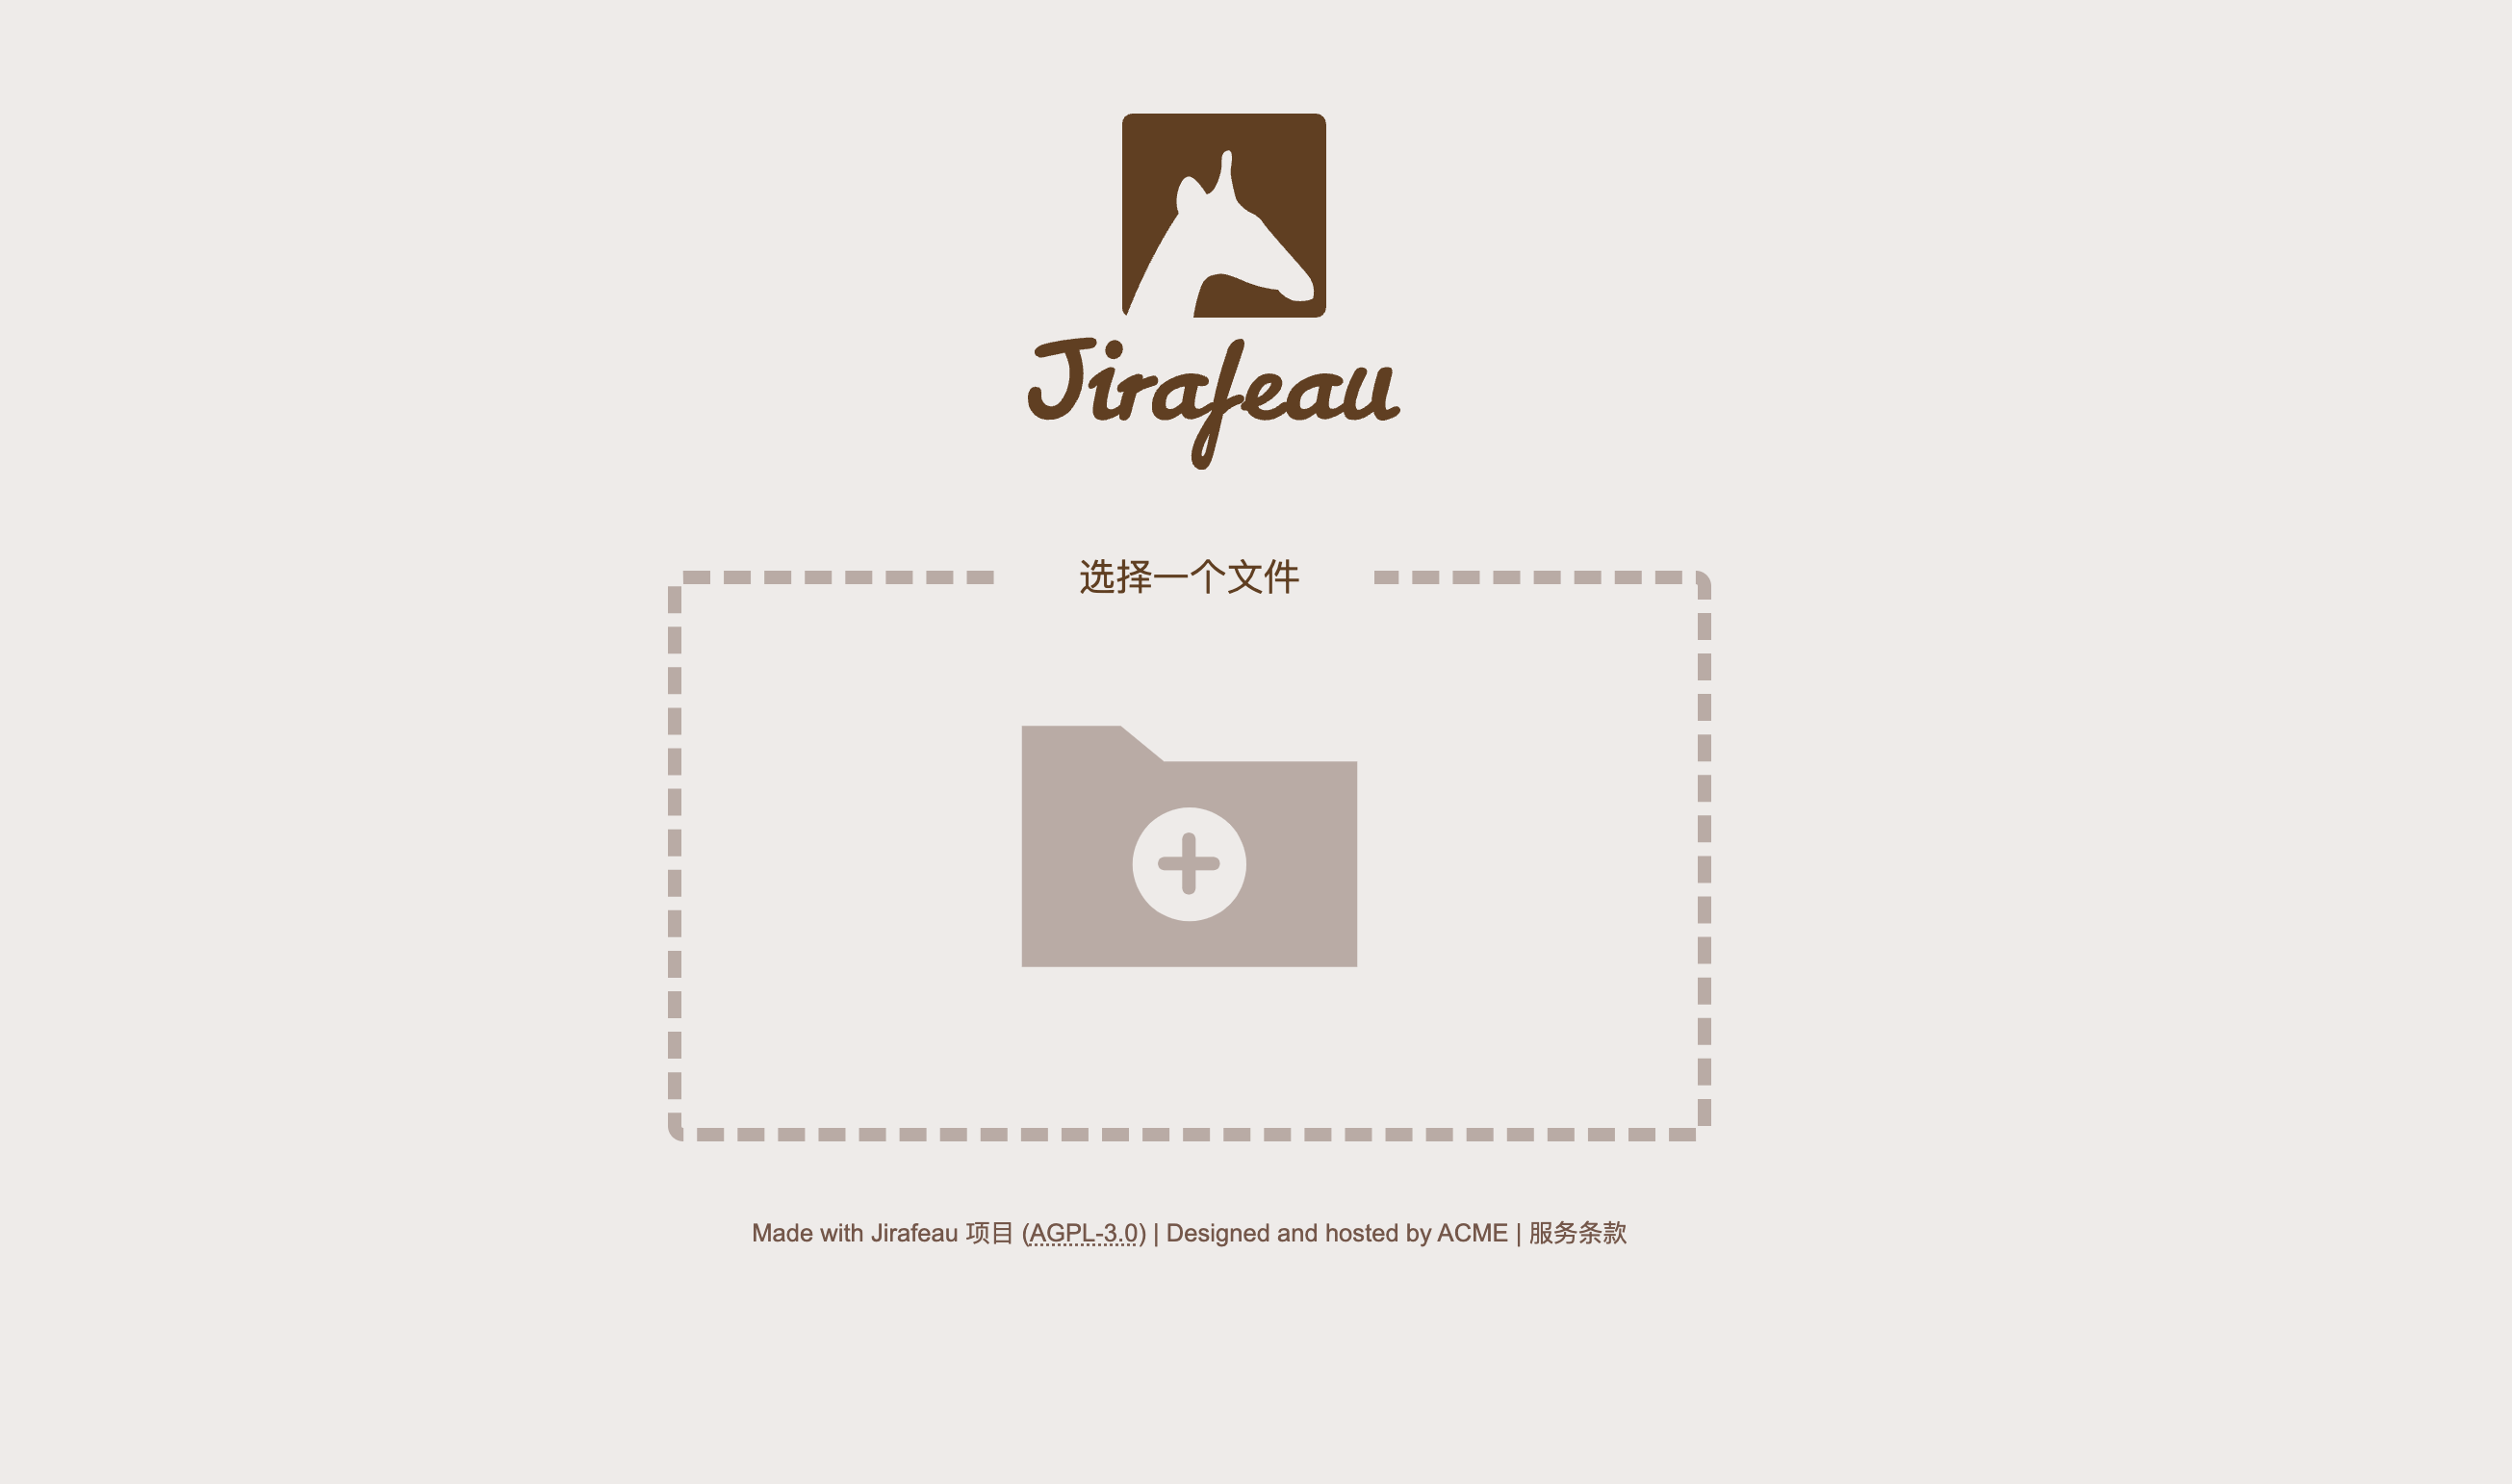 Jirafeau
选择一个文件
Made with Jirafeau 项目 (AGPL-3.0) | Designed and hosted by ACME | 服务条款